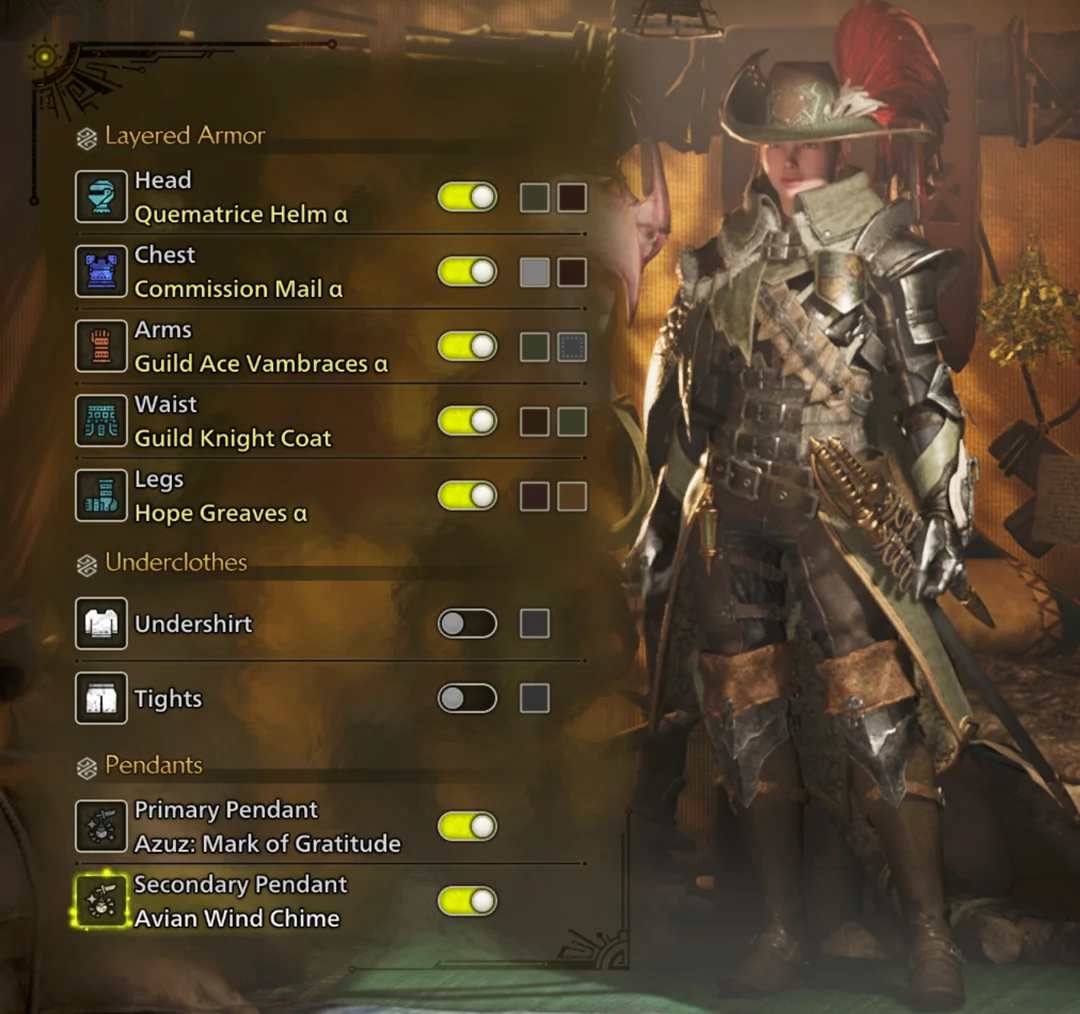 Layered Armor
Head
Quematrice Helm α
Chest
Commission Mail α
Arms
Guild Ace Vambraces α
Waist
Guild Knight Coat
Legs
Hope Greaves α
Underclothes
Undershirt
Tights
Pendants
Primary Pendant
Azuz: Mark of Gratitude
Secondary Pendant
Avian Wind Chime